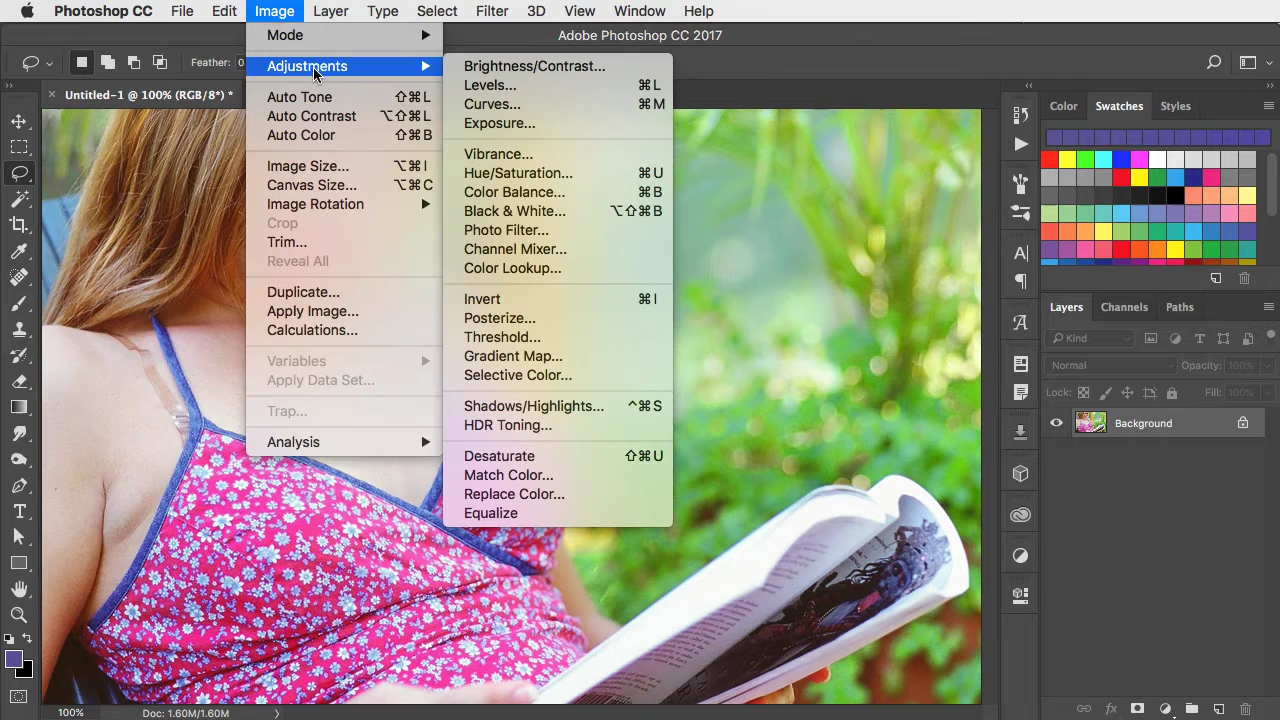 Photoshop CC File Edit Image Layer Type Select Filter 3D View Window Help
Adobe Photoshop CC 2017
Feather: 0
Untitled-1 @ 100% (RGB/8*) *
Mode
Adjustments
Auto Tone ⇧⌘L
Auto Contrast ⌥⇧⌘L
Auto Color ⇧⌘B
Image Size... ⌥⌘I
Canvas Size... ⌥⌘C
Image Rotation
Crop
Trim...
Reveal All
Duplicate...
Apply Image...
Calculations...
Variables
Apply Data Set...
Trap...
Analysis
Brightness/Contrast...
Levels... ⌘L
Curves... ⌘M
Exposure...
Vibrance...
Hue/Saturation... ⌘U
Color Balance... ⌘B
Black & White... ⌥⇧⌘B
Photo Filter...
Channel Mixer...
Color Lookup...
Invert ⌘I
Posterize...
Threshold...
Gradient Map...
Selective Color...
Shadows/Highlights... ^⌘S
HDR Toning...
Desaturate ⇧⌘U
Match Color...
Replace Color...
Equalize
Color Swatches Styles
Layers Channels Paths
Kind
Normal Opacity: 100%
Lock: Fill: 100%
Background
100% Doc: 1.60M/1.60M